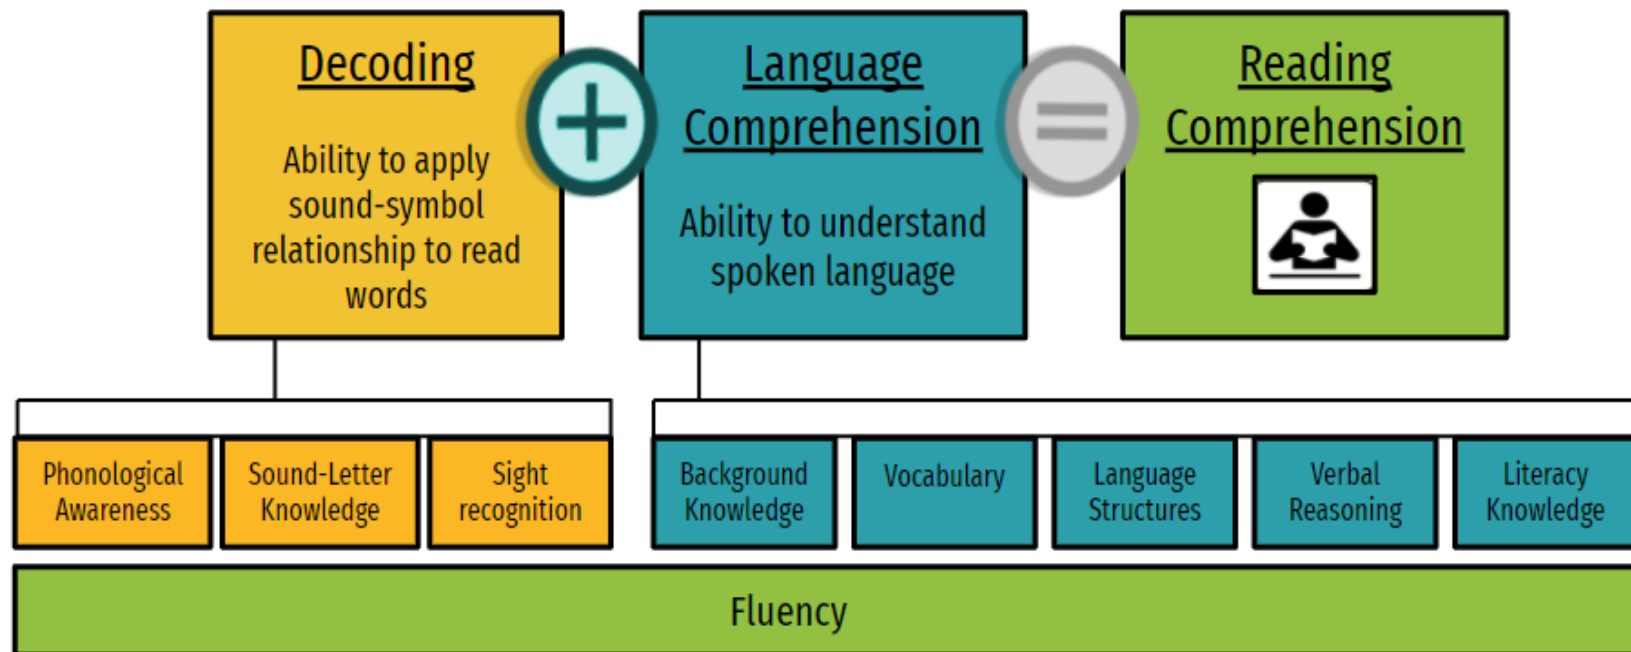 Decoding
Ability to apply
sound-symbol
relationship to read
words
+
Language
Comprehension
Ability to understand
spoken language
=
Reading
Comprehension
Phonological
Awareness
Sound-Letter
Knowledge
Sight
recognition
Background
Knowledge
Vocabulary
Language
Structures
Verbal
Reasoning
Literacy
Knowledge
Fluency